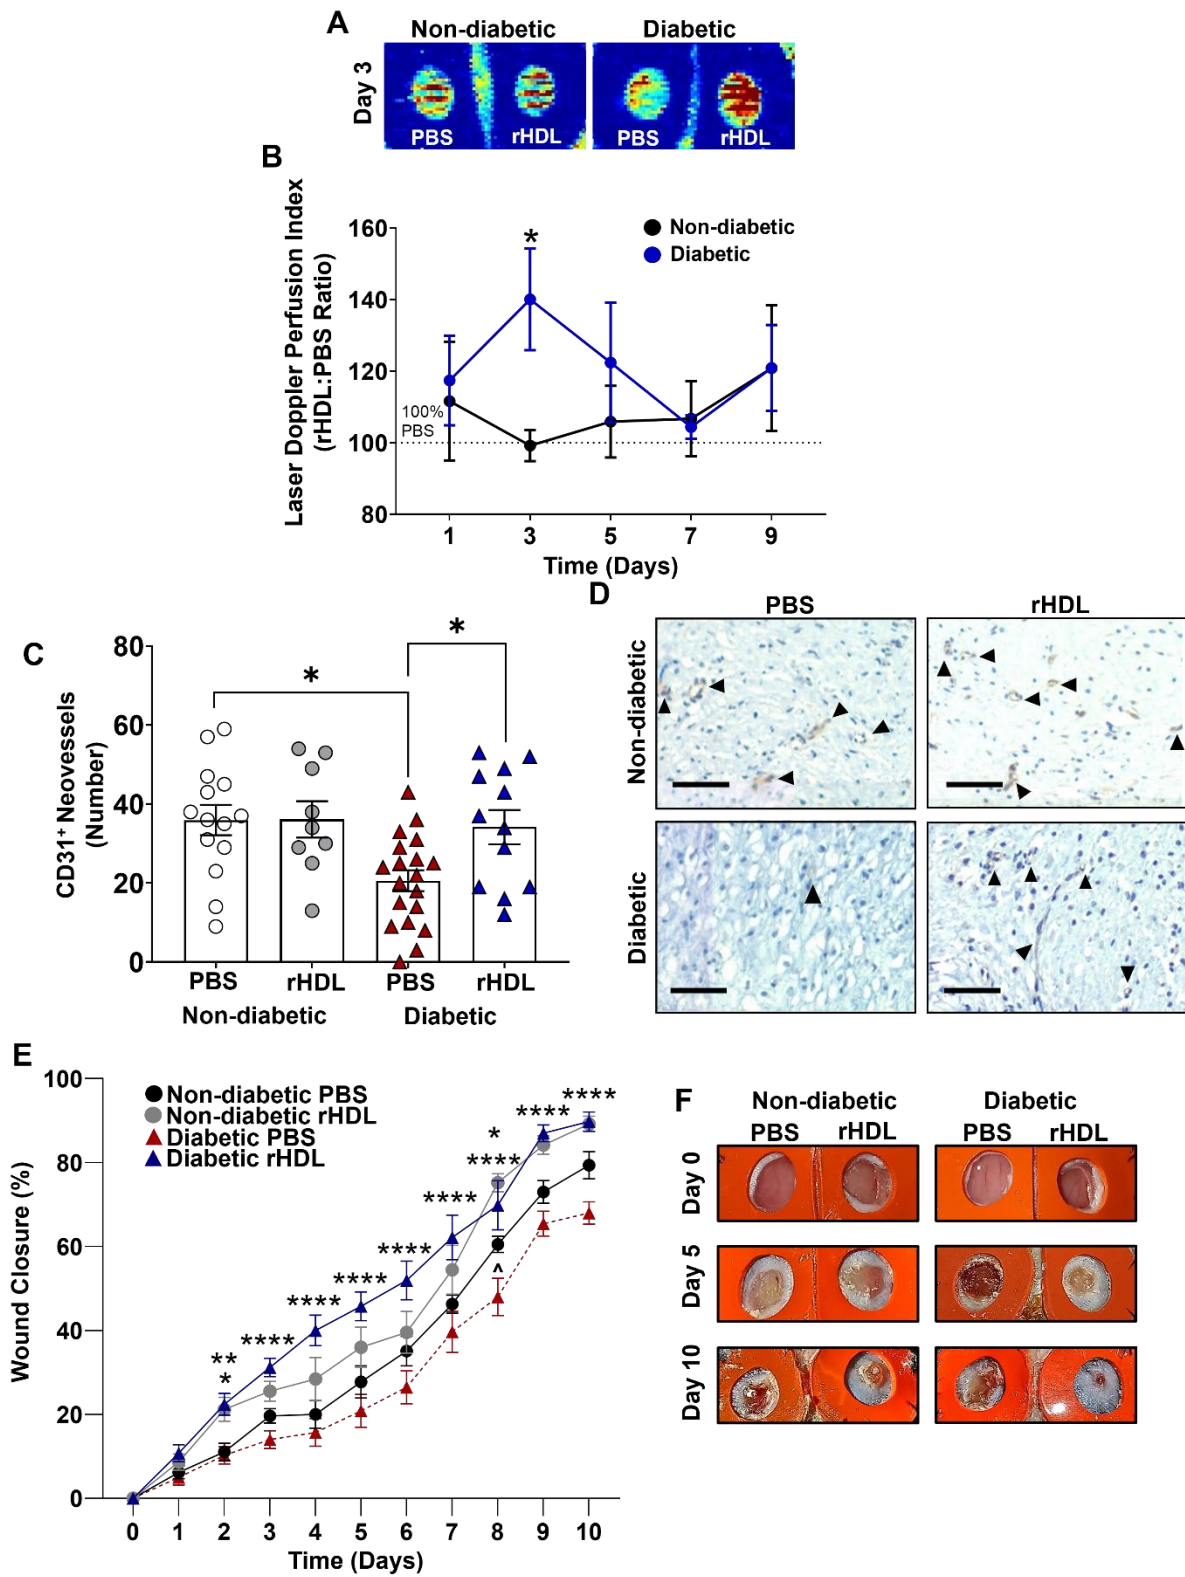 A
Non-diabetic
Diabetic
Day 3
PBS
rHDL
PBS
rHDL
B
Laser Doppler Perfusion Index
(rHDL:PBS Ratio)
160
140
120
100
80
*
Non-diabetic
Diabetic
100%
PBS
1 3 5 7 9
Time (Days)
C
CD31⁺ Neovessels
(Number)
80
60
40
20
0
*
*
PBS rHDL PBS rHDL
Non-diabetic Diabetic
D
PBS
rHDL
Non-diabetic
Diabetic
E
Wound Closure (%)
100
80
60
40
20
0
Non-diabetic PBS
Non-diabetic rHDL
Diabetic PBS
Diabetic rHDL
**
*
****
****
****
****
****
*
****
^
****
****
0 1 2 3 4 5 6 7 8 9 10
Time (Days)
F
Non-diabetic
Diabetic
PBS rHDL PBS rHDL
Day 0
Day 5
Day 10